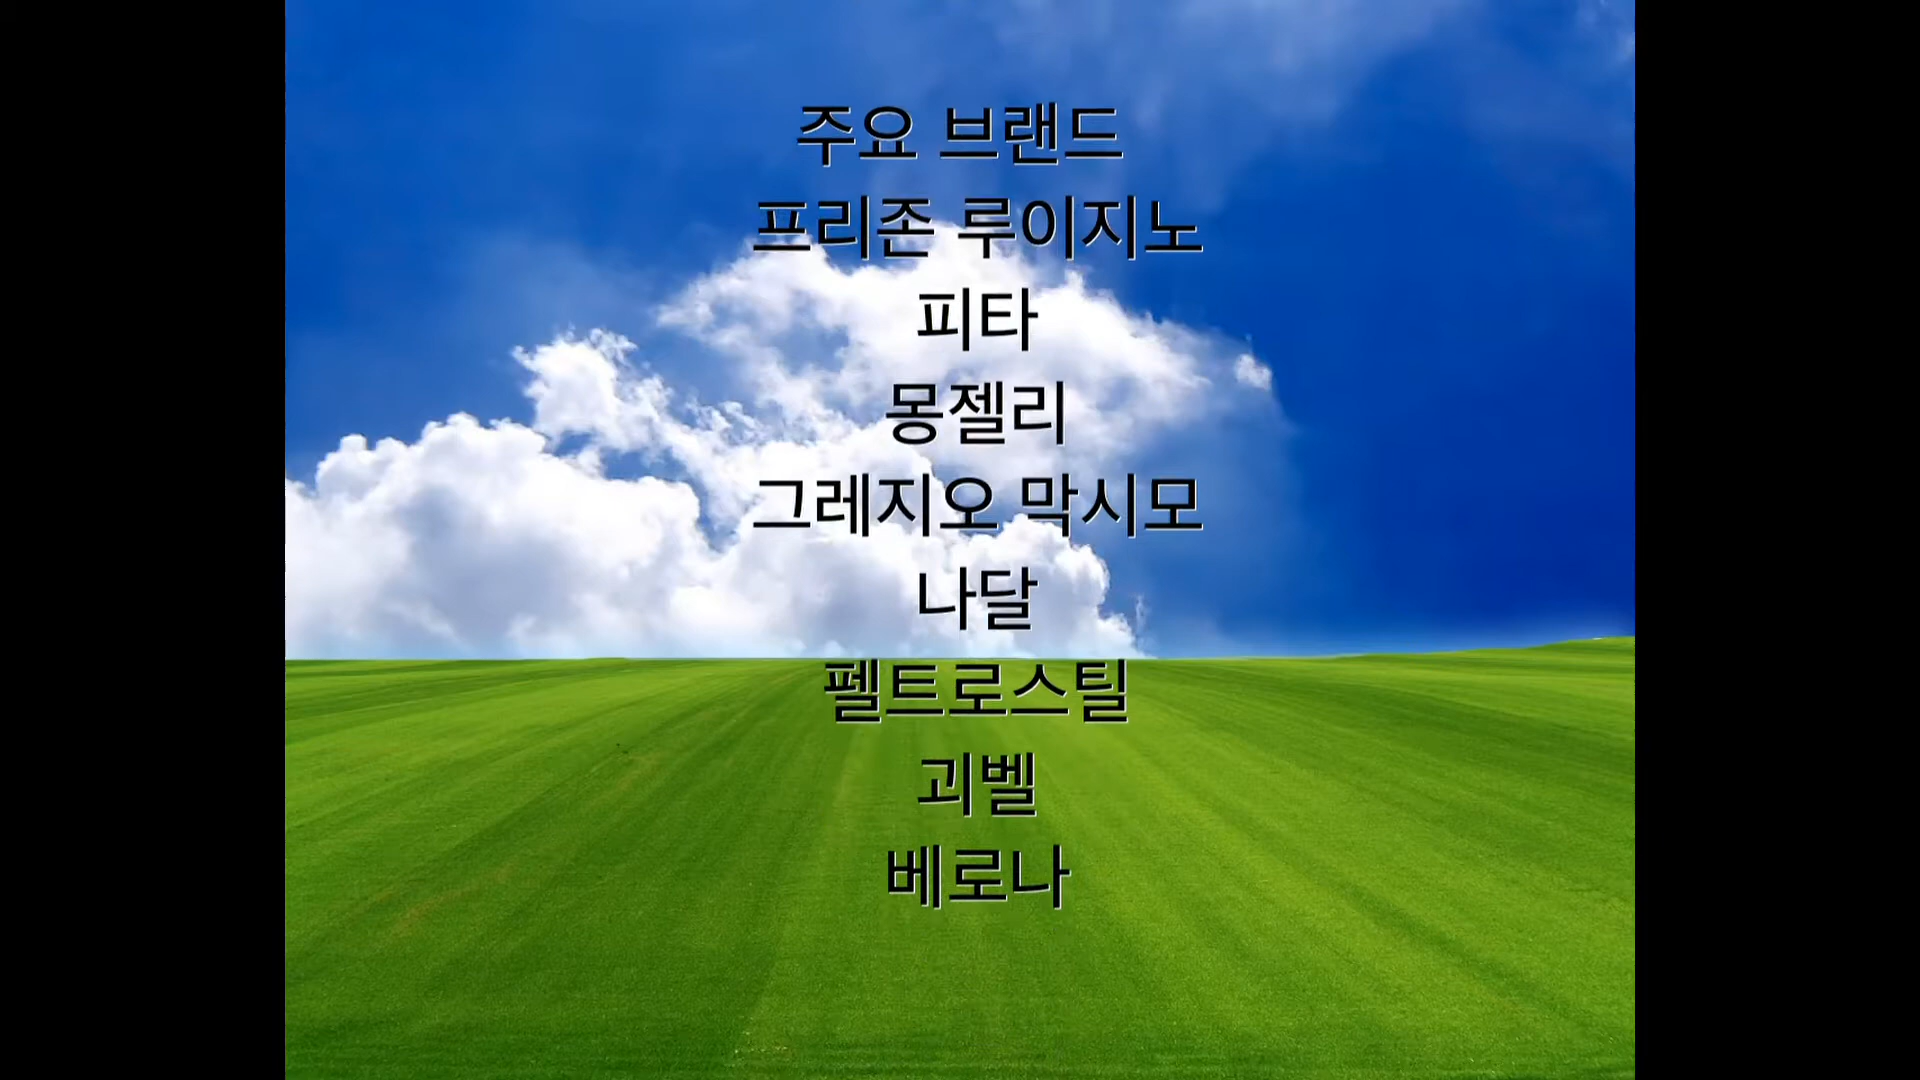 주요 브랜드
프리존 루이지노
피타
몽젤리
그레지오 막시모
나달
펠트로스틸
괴벨
베로나